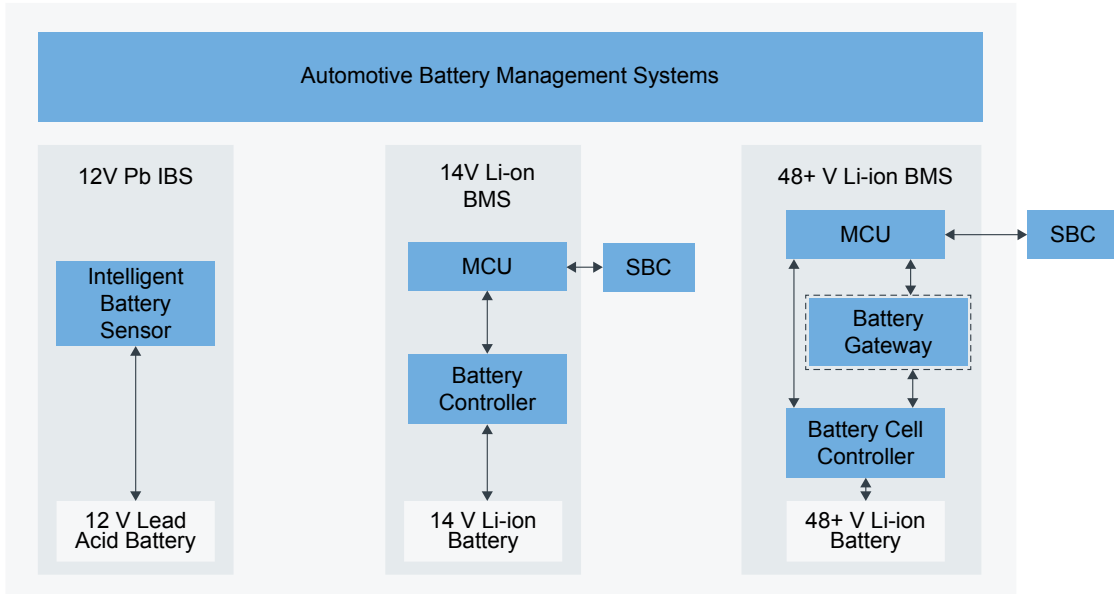 Automotive Battery Management Systems
12V Pb IBS
Intelligent
Battery
Sensor
12 V Lead
Acid Battery
14V Li-on
BMS
MCU
SBC
Battery
Controller
14 V Li-ion
Battery
48+ V Li-ion BMS
MCU
SBC
Battery
Gateway
Battery Cell
Controller
48+ V Li-ion
Battery